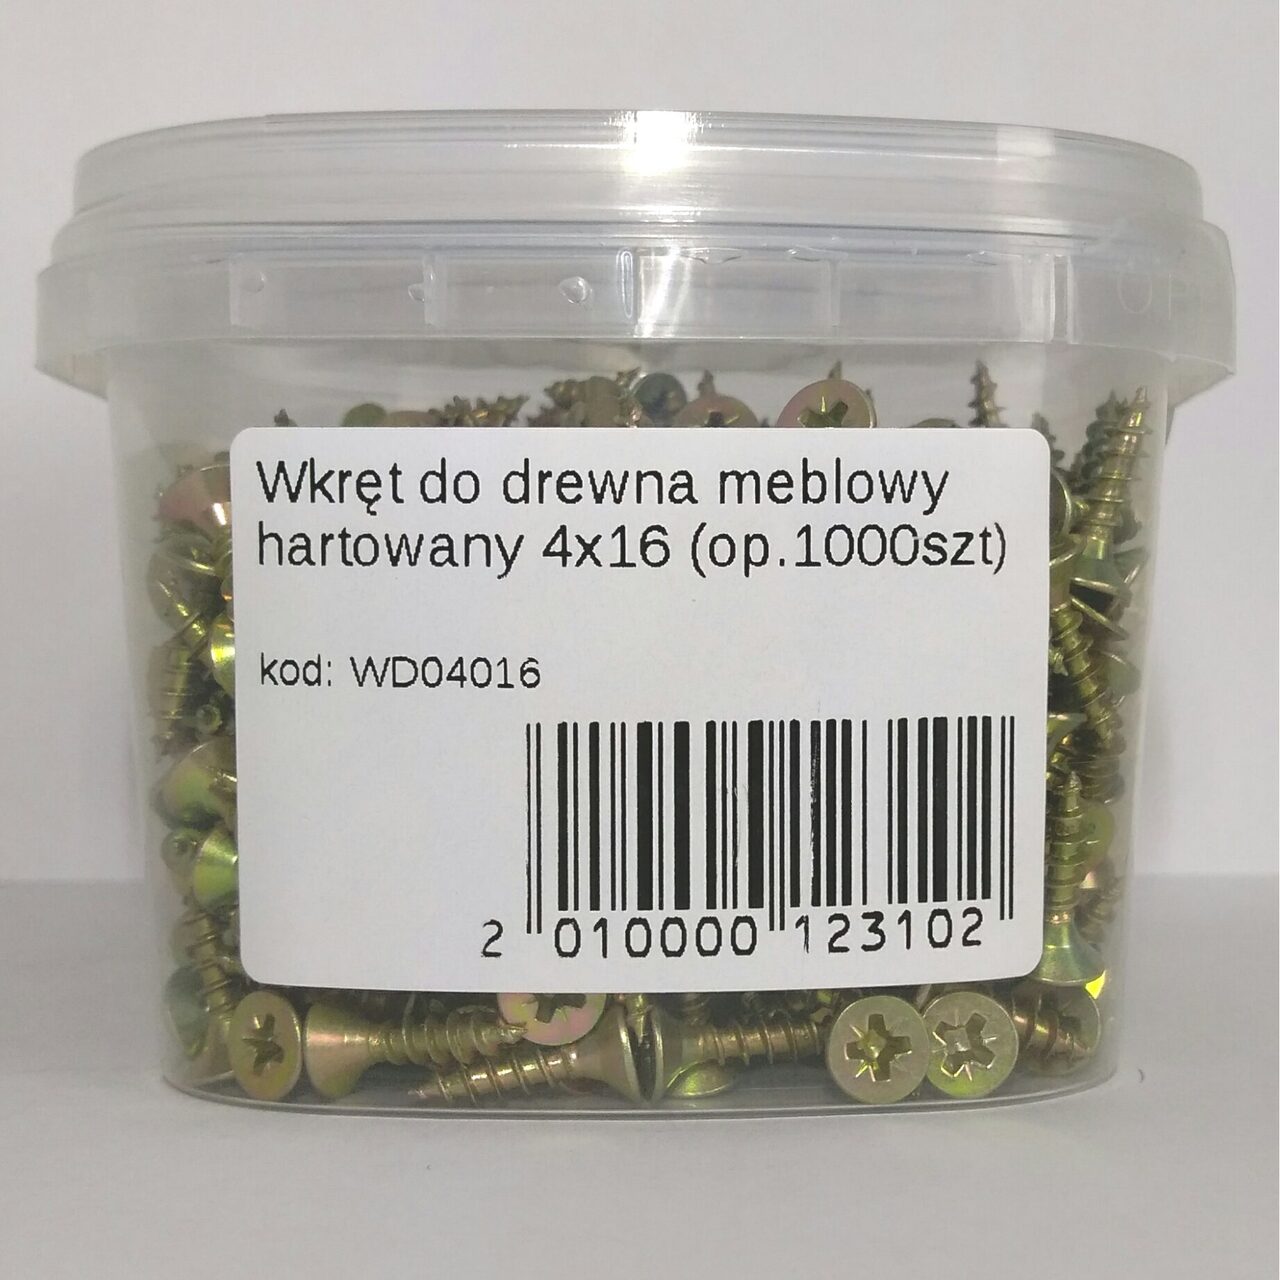 Wkręt do drewna meblowy
hartowany 4x16 (op.1000szt)
kod: WD04016
2 010000 123102